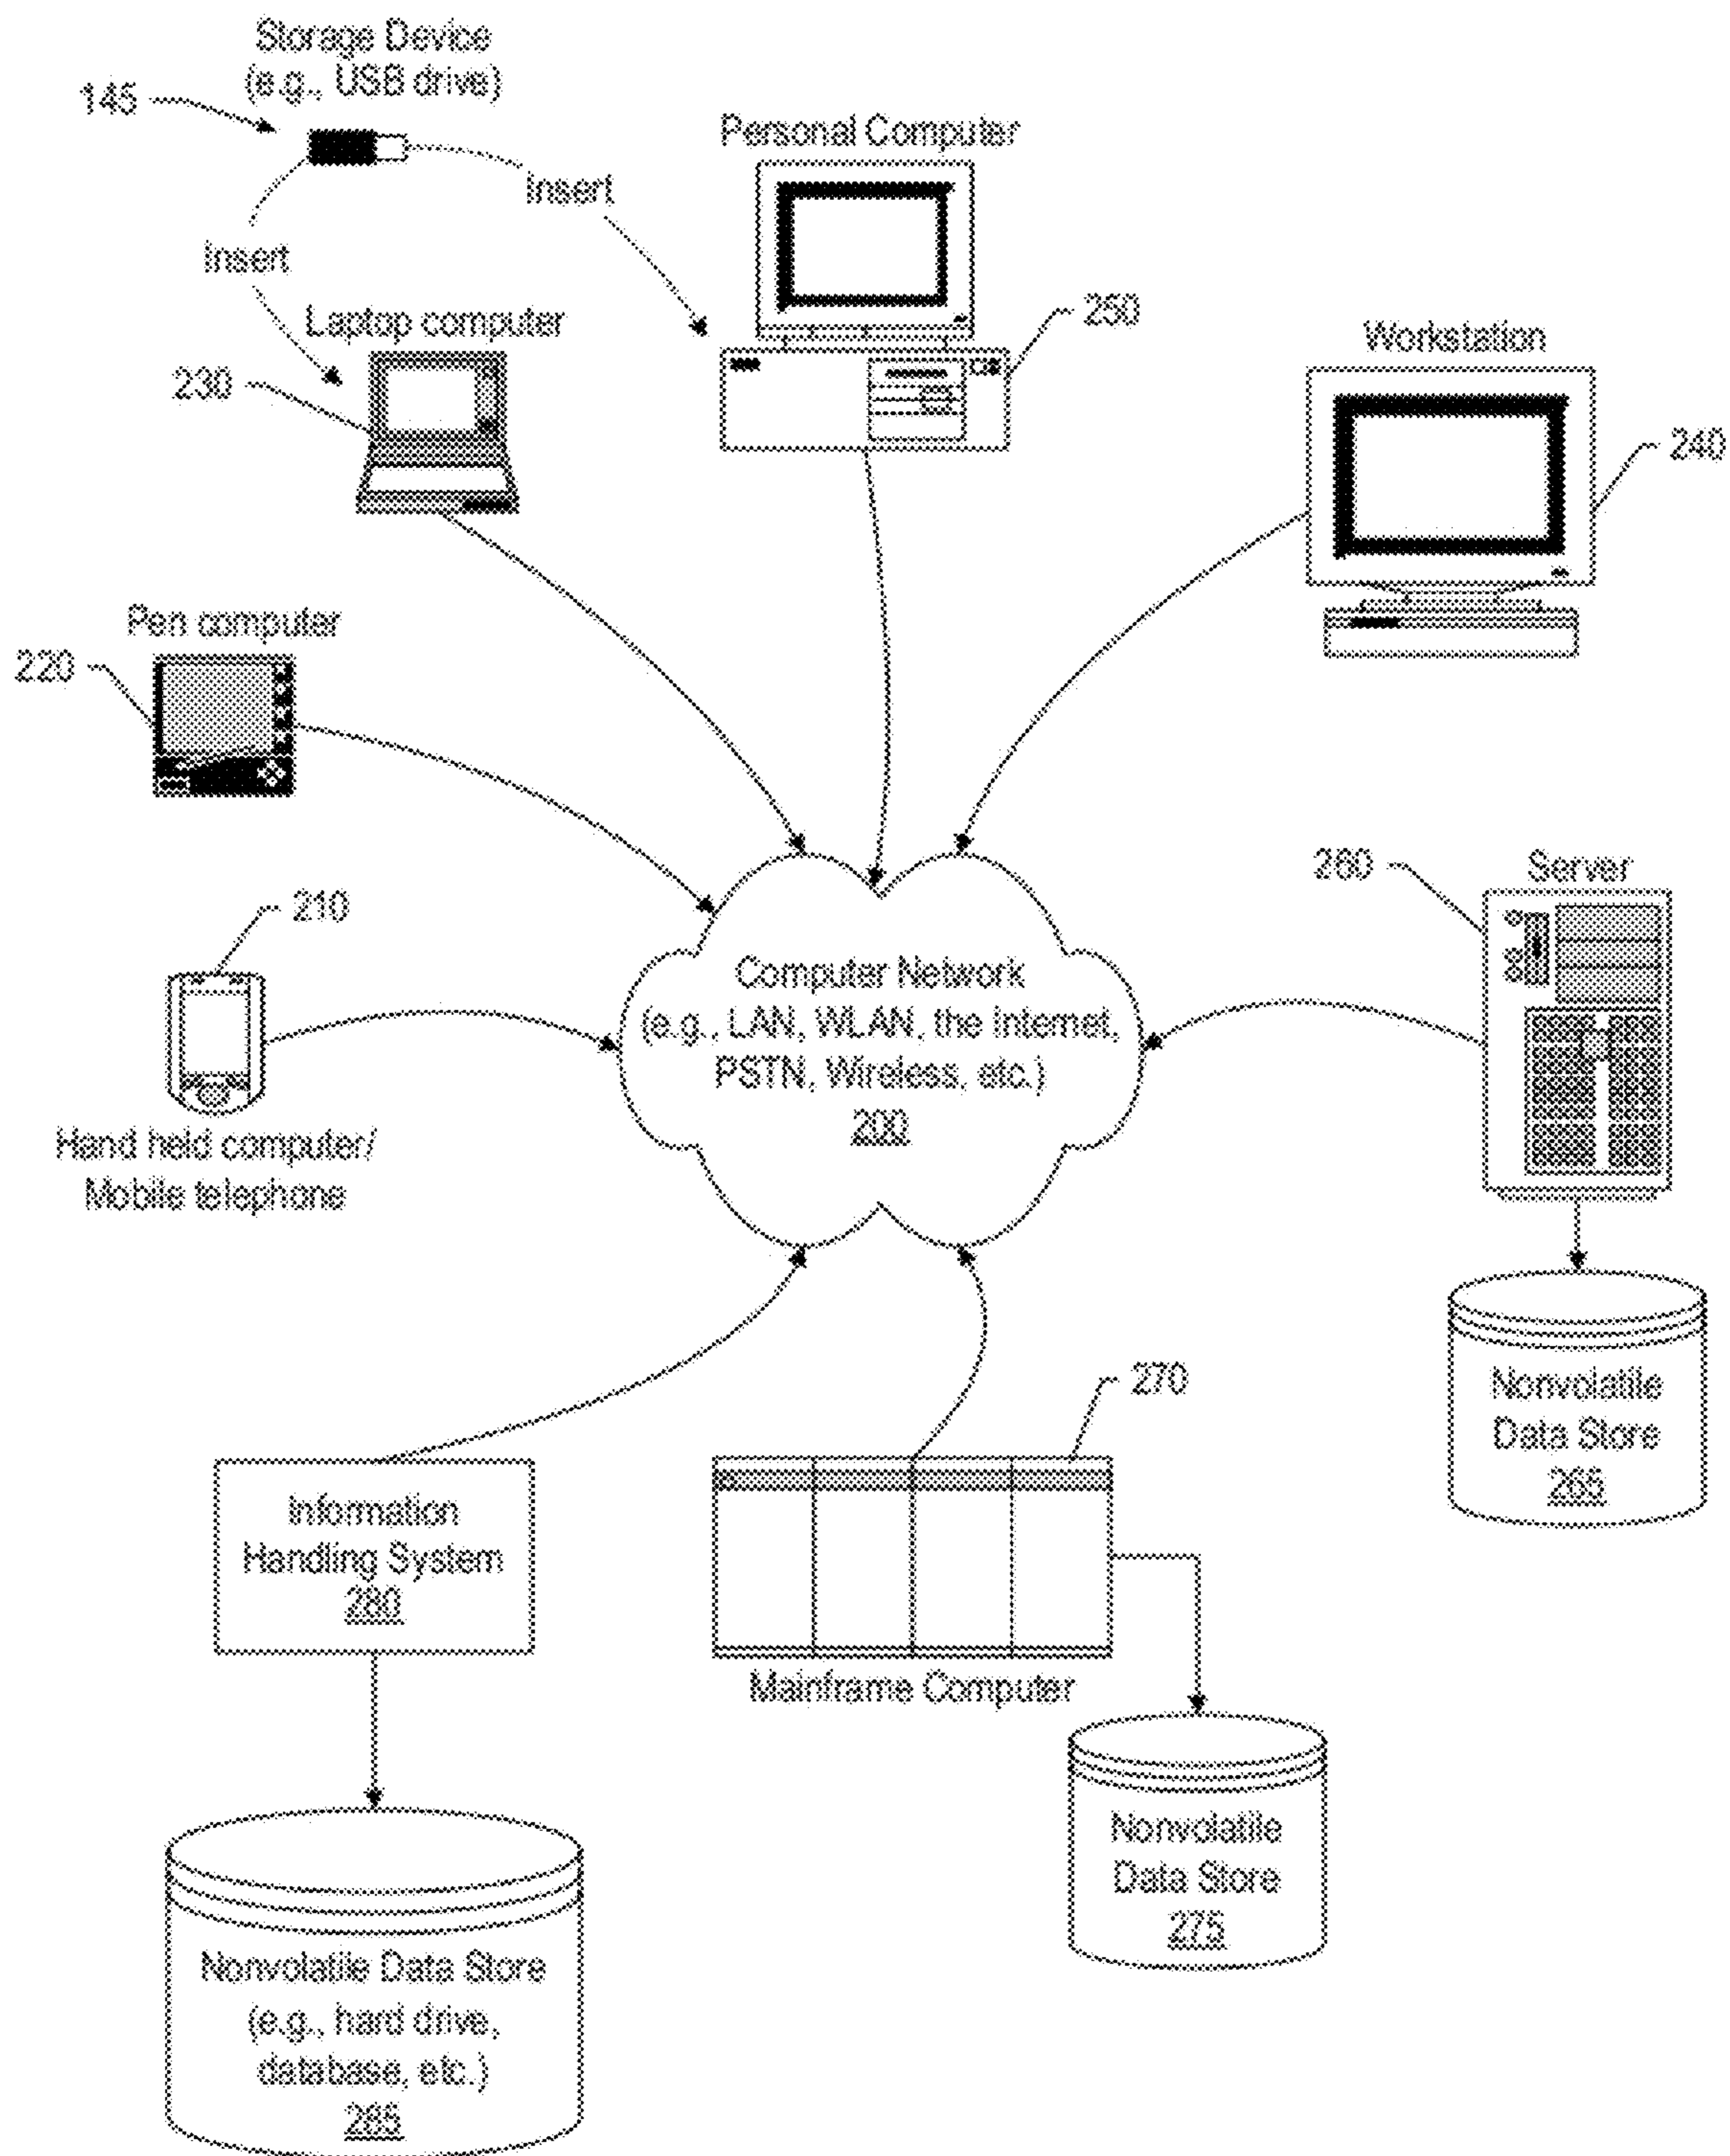 Storage Device
(e.g., USB drive)
145
Insert
Insert
Personal Computer
250
Laptop computer
230
Workstation
240
Pen computer
220
210
Hand held computer/
Mobile telephone
Computer Network
(e.g., LAN, WLAN, the Internet,
PSTN, Wireless, etc.)
200
260
Server
Nonvolatile
Data Store
265
270
Mainframe Computer
Nonvolatile
Data Store
275
Information
Handling System
280
Nonvolatile Data Store
(e.g., hard drive,
database, etc.)
285